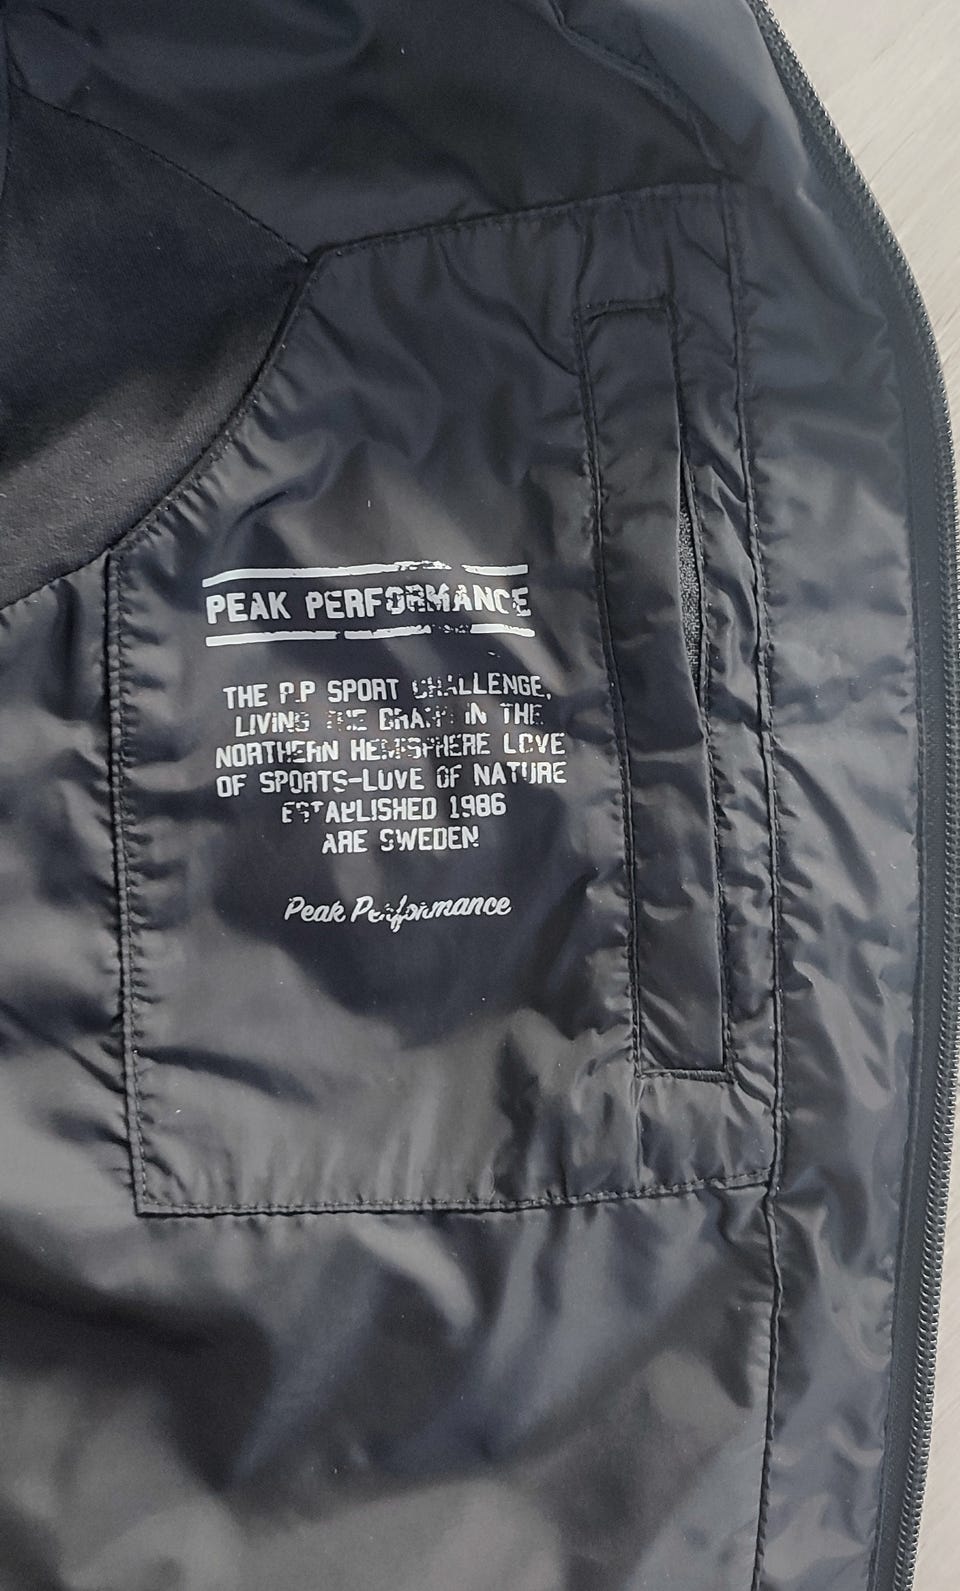 PEAK PERFORMANCE
THE P.P SPORT CHALLENGE,
LIVING THE IN THE
NORTHERN HEMISPHERE LOVE
OF SPORTS-LOVE OF NATURE
ESTABLISHED 1986
ARE SWEDEN
Peak Performance